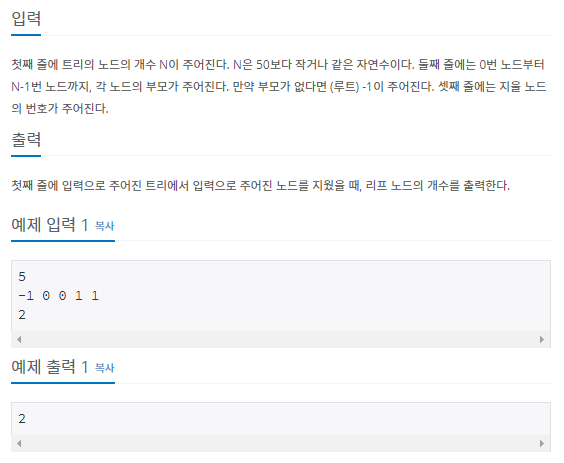 입력
첫째 줄에 트리의 노드의 개수 N이 주어진다. N은 50보다 작거나 같은 자연수이다. 둘째 줄에는 0번 노드부터
N-1번 노드까지, 각 노드의 부모가 주어진다. 만약 부모가 없다면 (루트) -1이 주어진다. 셋째 줄에는 지울 노드
의 번호가 주어진다.
출력
첫째 줄에 입력으로 주어진 트리에서 입력으로 주어진 노드를 지웠을 때, 리프 노드의 개수를 출력한다.
예제 입력 1 복사
5
-1 0 0 1 1
2
예제 출력 1 복사
2